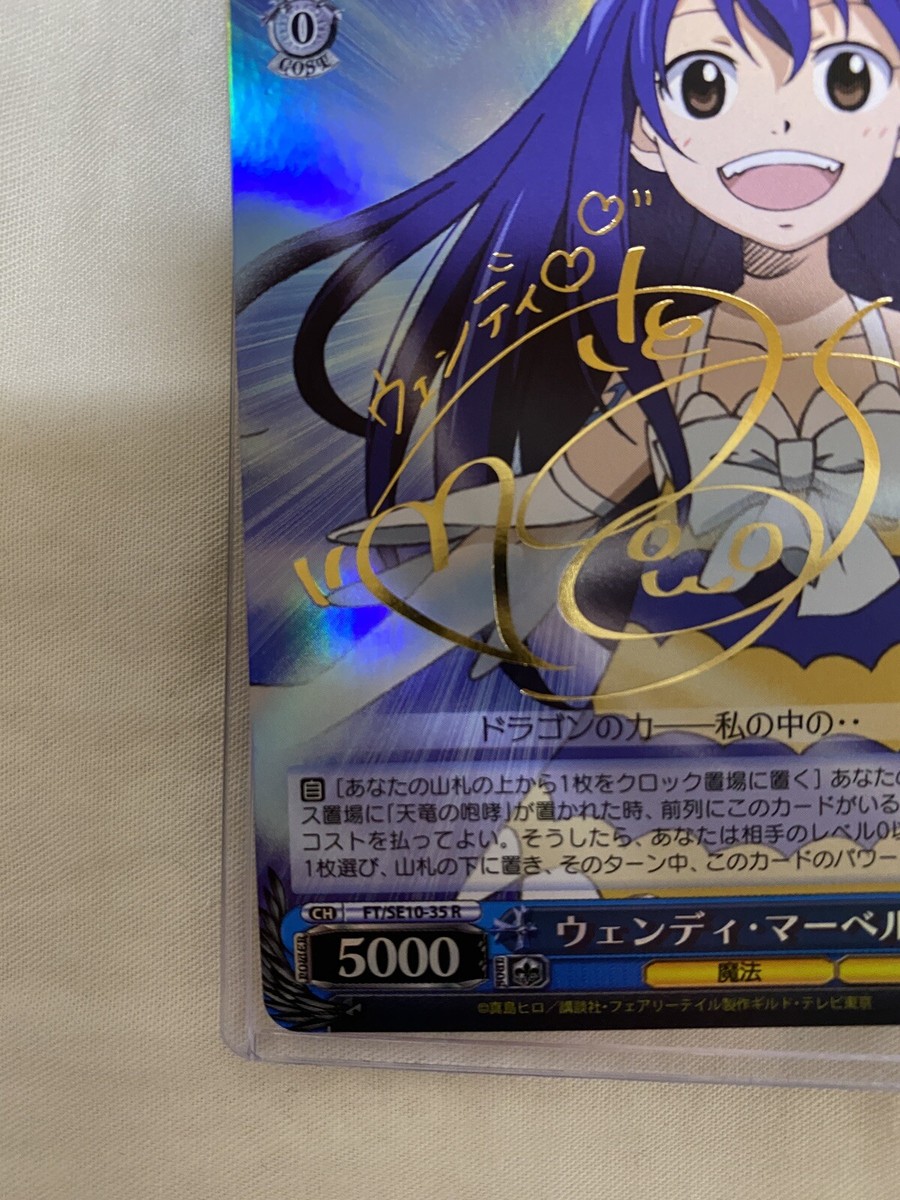 0
COST
ウェンディ
ドラゴンの力――私の中の‥
自 [あなたの山札の上から1枚をクロック置場に置く] あなたの
ス置場に「天竜の咆哮」が置かれた時、前列にこのカードがいる
コストを払ってよい。そうしたら、あなたは相手のレベル0以
1枚選び、山札の下に置き、そのターン中、このカードのパワー
CH FT/SE10-35 R
POWER 5000
ウェンディ・マーベル
魔法
©真島ヒロ/講談社・フェアリーテイル製作ギルド・テレビ東京